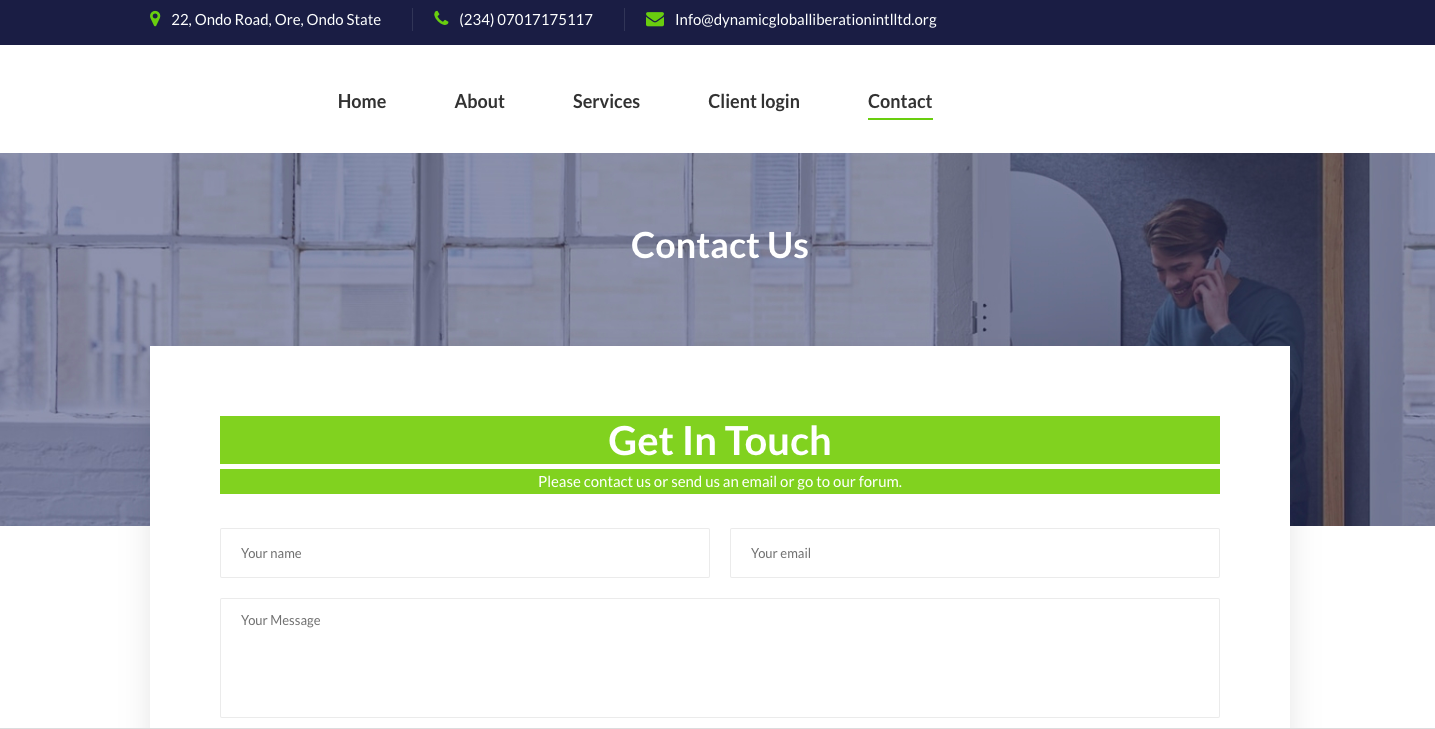 22, Ondo Road, Ore, Ondo State (234) 07017175117 Info@dynamicgloballiberationintlltd.org
Home About Services Client login Contact
Contact Us
Get In Touch
Please contact us or send us an email or go to our forum.
Your name Your email
Your Message